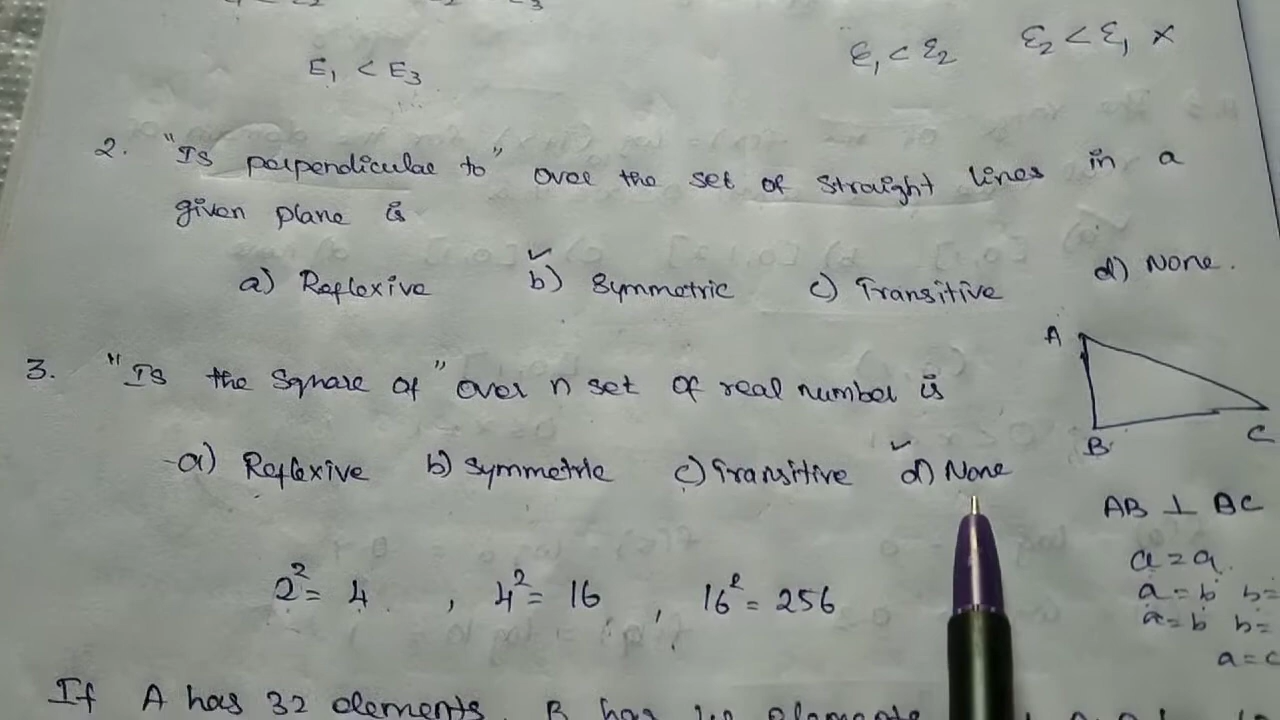 E₁ < E₃
ε₁ < ε₂ ε₂ < ε₁ ×
2. "Is perpendicular to" over the set of straight lines in a
given plane is
a) Reflexive b) Symmetric c) Transitive d) None.
3. "Is the square of" over n set of real number is
a) Reflexive b) Symmetric c) Transitive d) None
A
B C
AB ⊥ BC
a = a
a = b b =
a = b b =
a = c
2² = 4 , 4² = 16 , 16² = 256
If A has 32 elements, B has